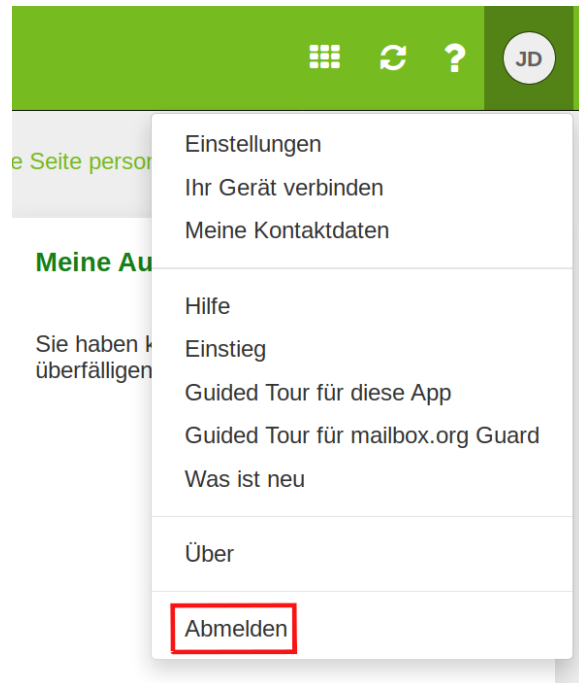 ?
JD
e Seite person
Einstellungen
Ihr Gerät verbinden
Meine Kontaktdaten
Meine Au
Hilfe
Sie haben k
Einstieg
überfälligen
Guided Tour für diese App
Guided Tour für mailbox.org Guard
Was ist neu
Über
Abmelden